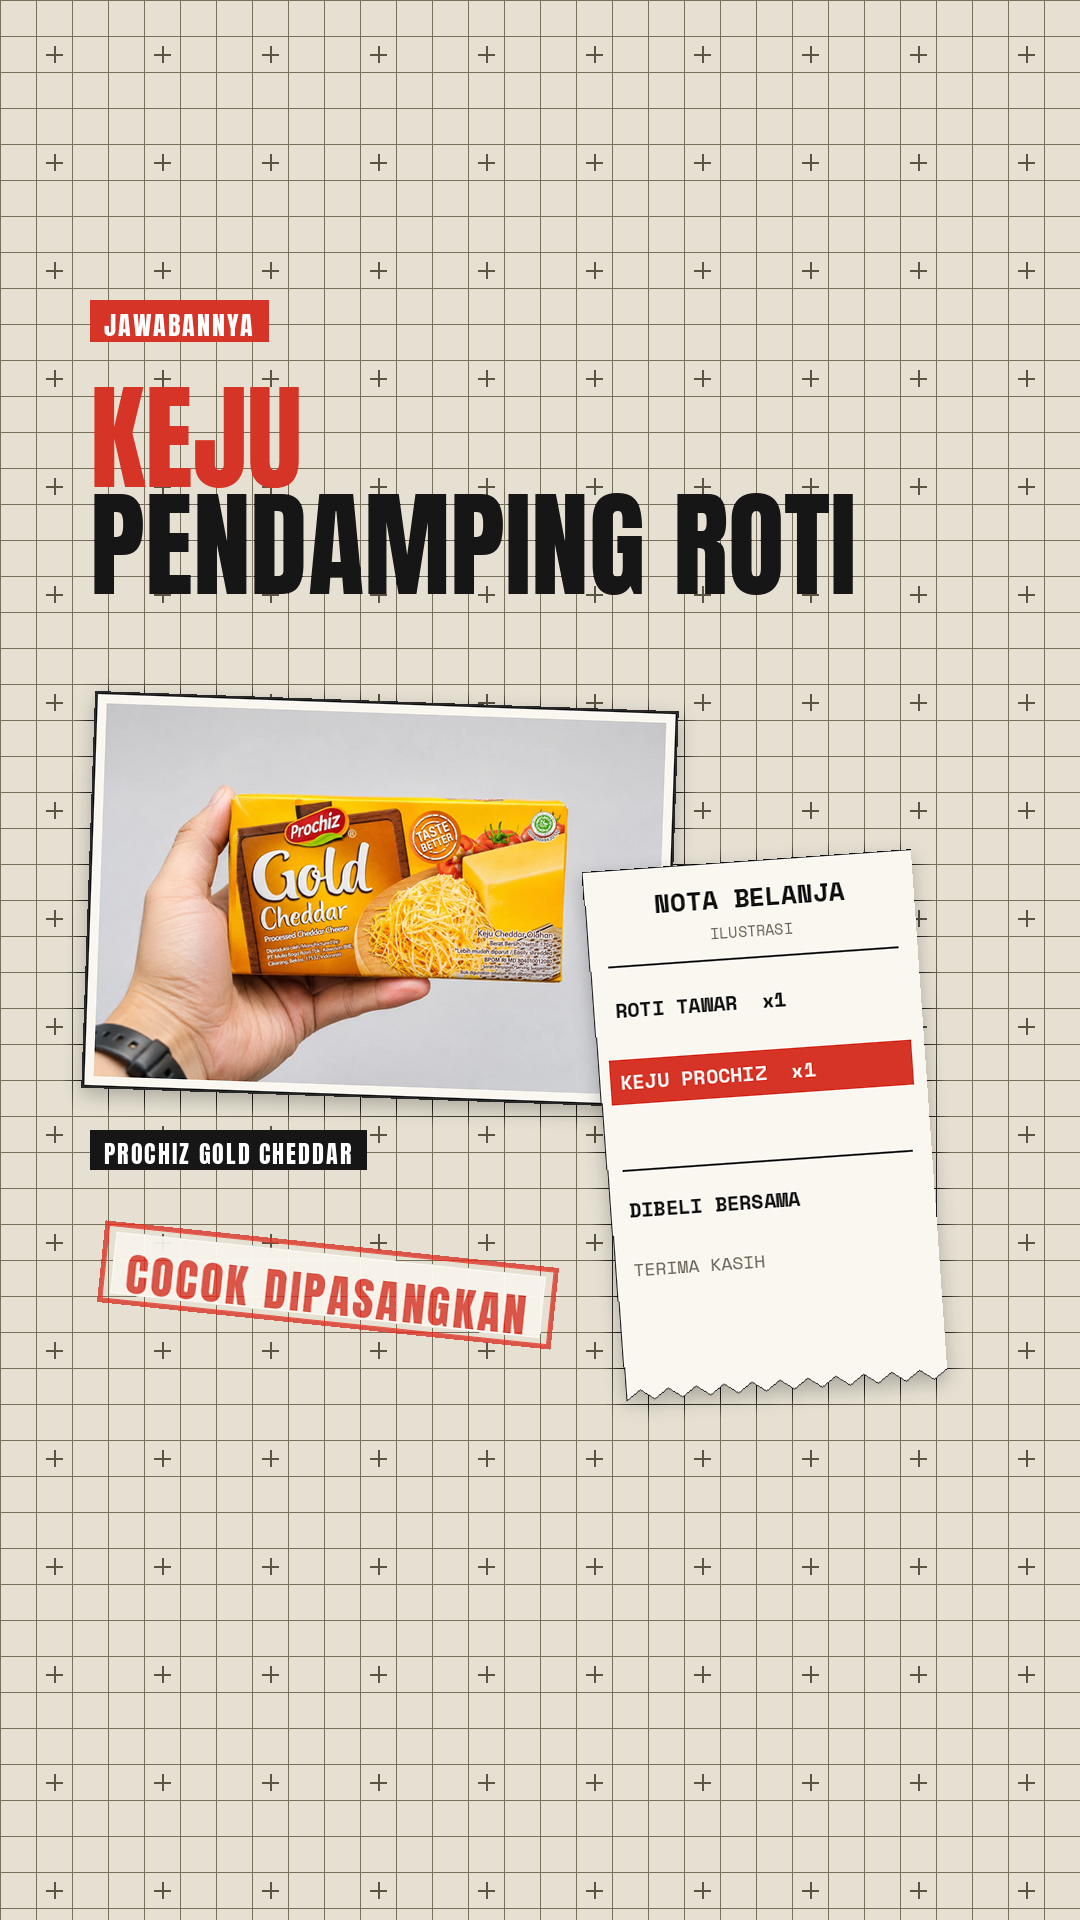 JAWABANNYA
KEJU
PENDAMPING ROTI
Prochiz
®
Gold
Cheddar
Processed Cheddar Cheese
TASTE
BETTER
Keju Cheddar Olahan
NOTA BELANJA
ILUSTRASI
ROTI TAWAR x1
KEJU PROCHIZ x1
DIBELI BERSAMA
TERIMA KASIH
PROCHIZ GOLD CHEDDAR
COCOK DIPASANGKAN